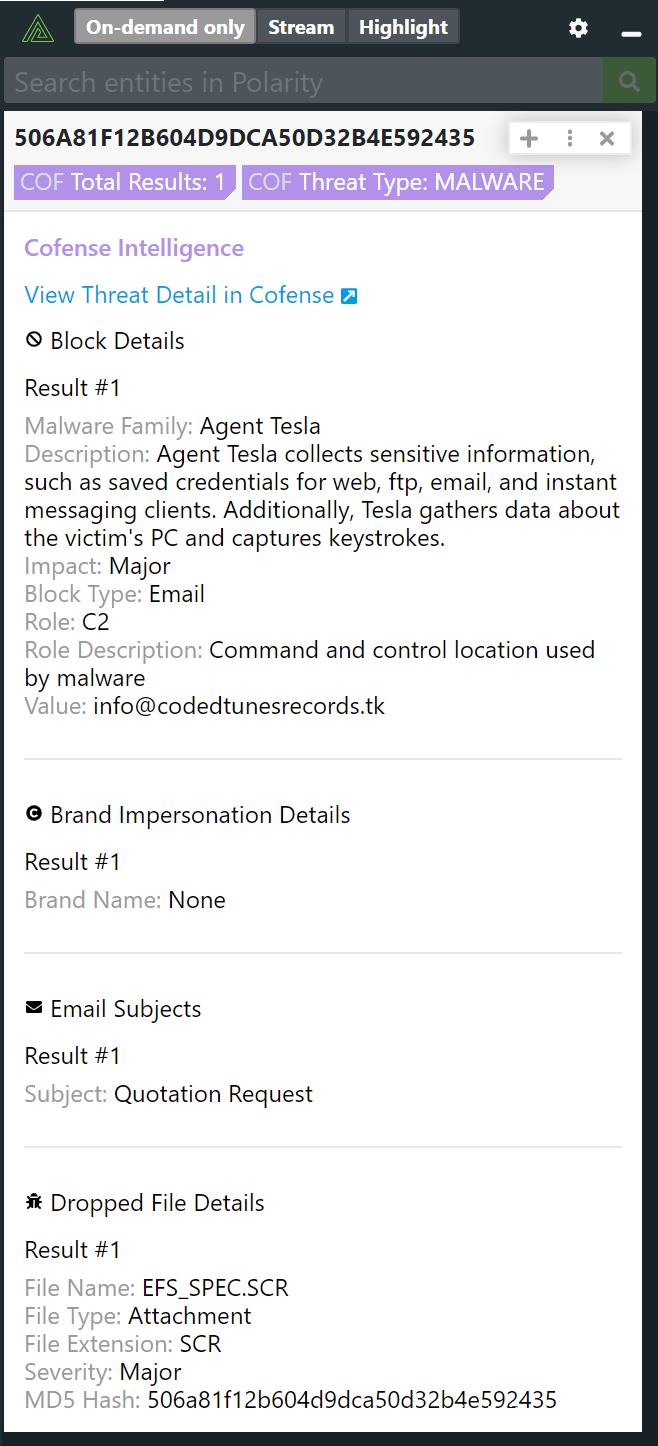 On-demand only Stream Highlight
Search entities in Polarity
506A81F12B604D9DCA50D32B4E592435
COF Total Results: 1 COF Threat Type: MALWARE
Cofense Intelligence
View Threat Detail in Cofense
Block Details
Result #1
Malware Family: Agent Tesla
Description: Agent Tesla collects sensitive information,
such as saved credentials for web, ftp, email, and instant
messaging clients. Additionally, Tesla gathers data about
the victim's PC and captures keystrokes.
Impact: Major
Block Type: Email
Role: C2
Role Description: Command and control location used
by malware
Value: info@codedtunesrecords.tk
Brand Impersonation Details
Result #1
Brand Name: None
Email Subjects
Result #1
Subject: Quotation Request
Dropped File Details
Result #1
File Name: EFS_SPEC.SCR
File Type: Attachment
File Extension: SCR
Severity: Major
MD5 Hash: 506a81f12b604d9dca50d32b4e592435